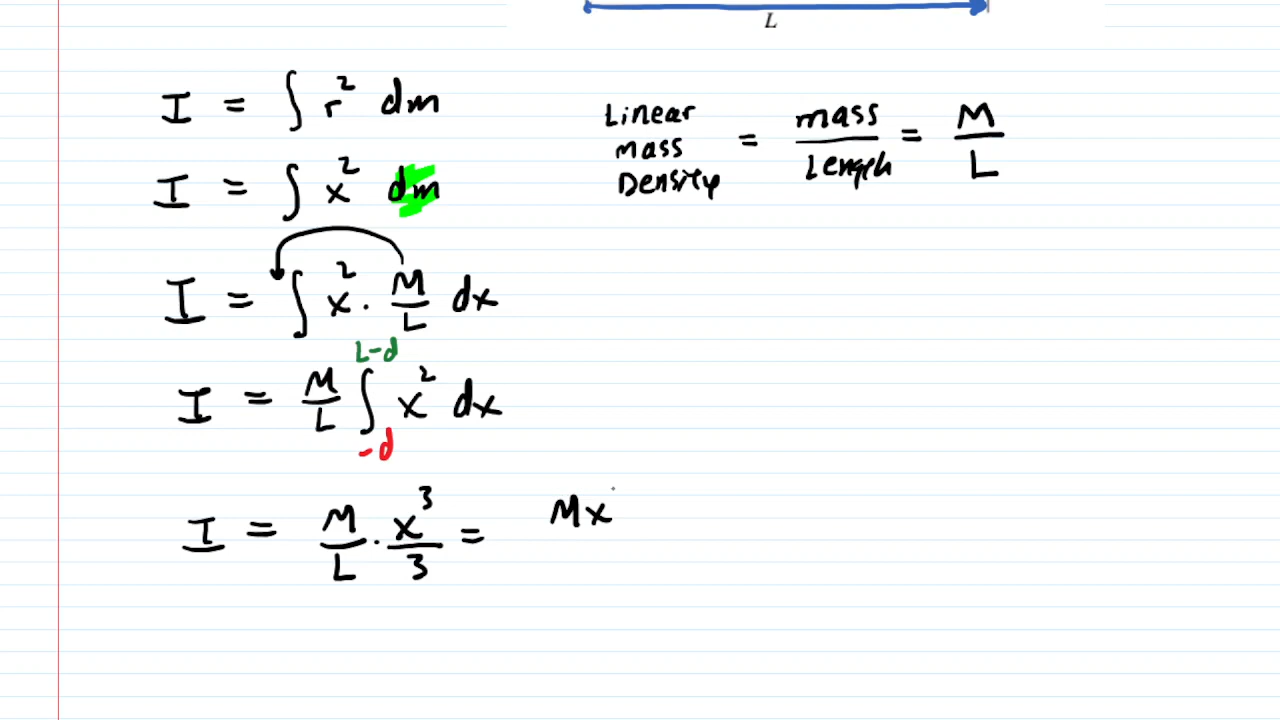 L
I = ∫ r² dm
Linear mass Density = mass / Length = M / L
I = ∫ x² dm
I = ∫ x² · M/L dx
I = M/L ∫_{-d}^{L-d} x² dx
I = M/L · x³/3 = Mx